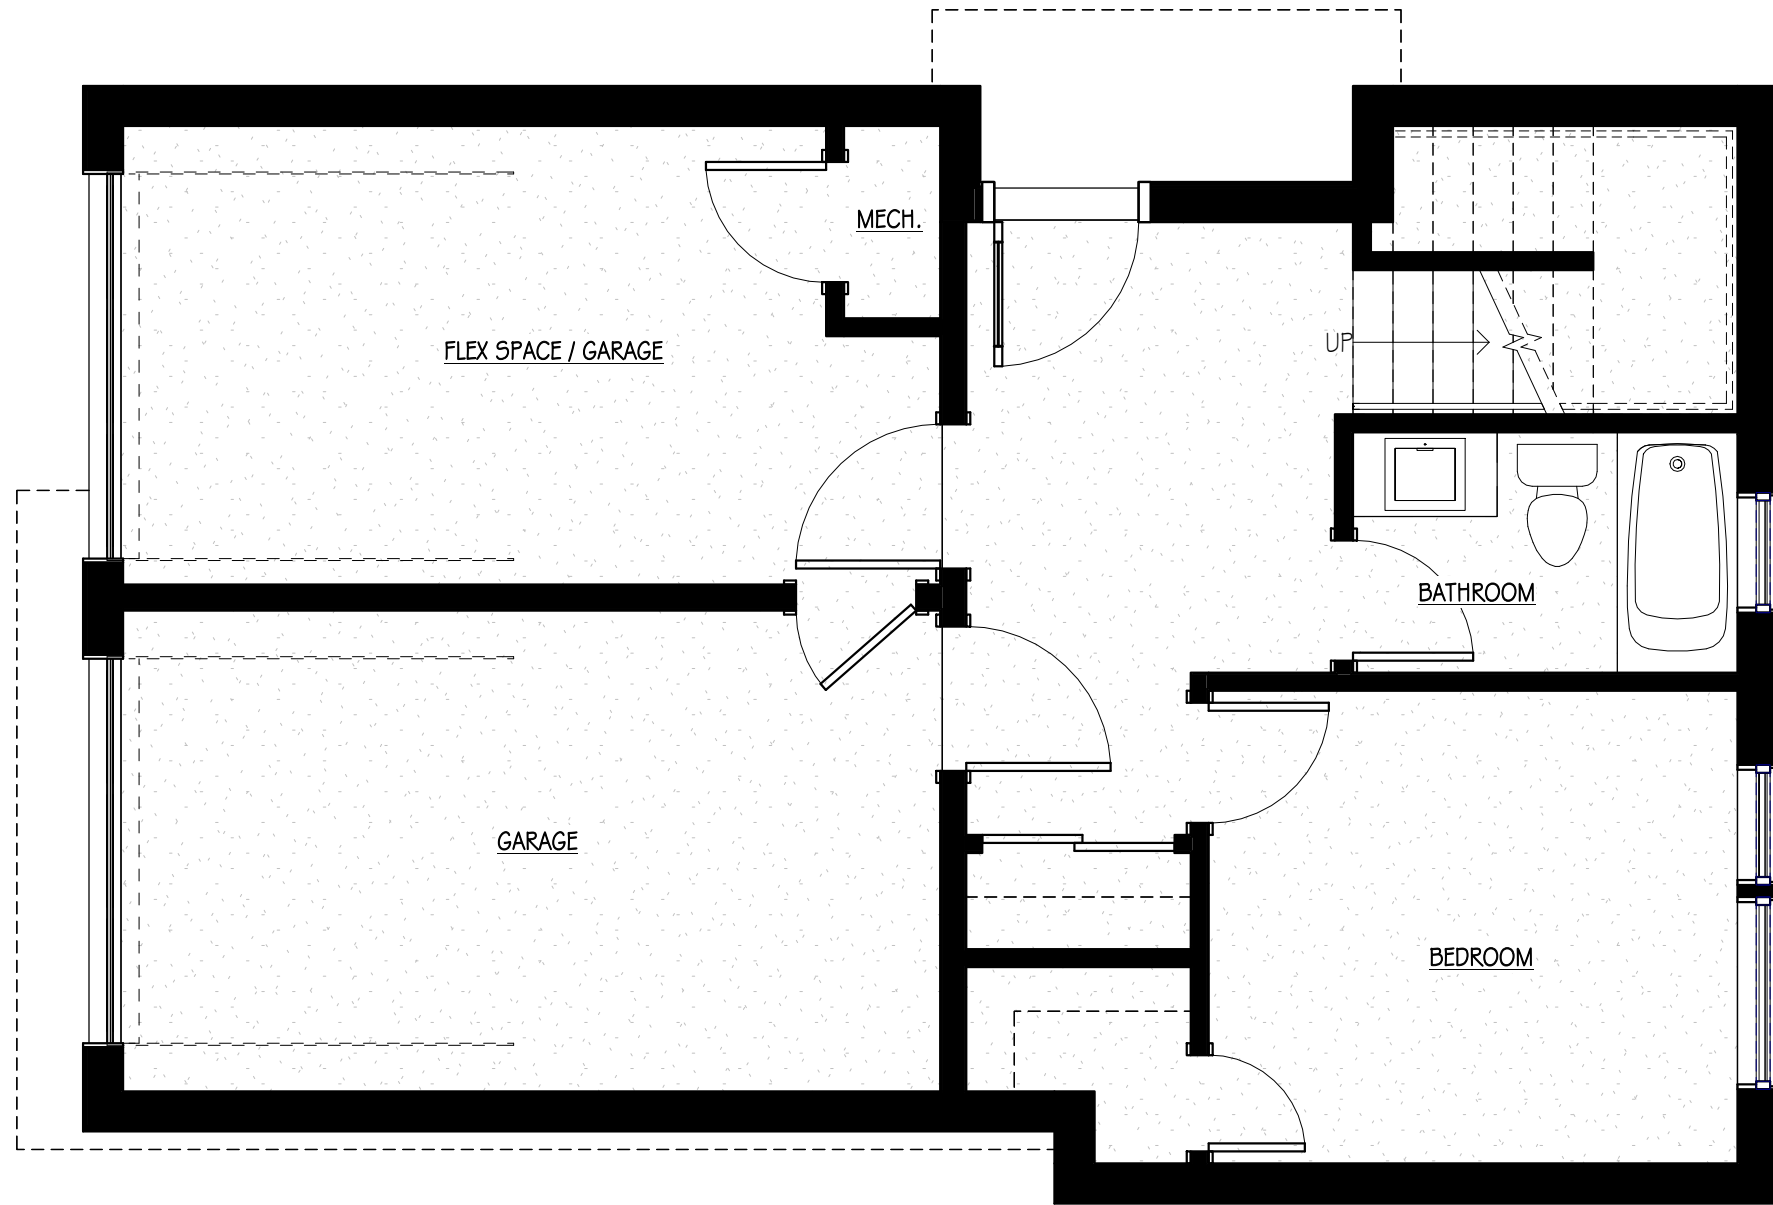 MECH.
FLEX SPACE / GARAGE
UP
BATHROOM
GARAGE
BEDROOM